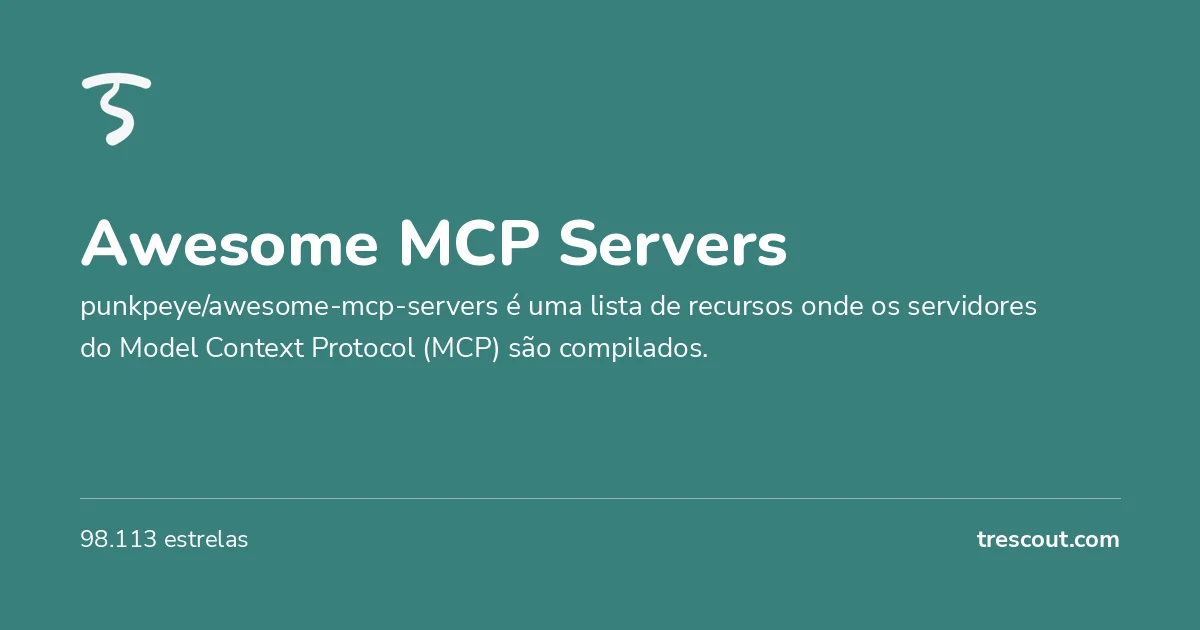 Awesome MCP Servers
punkpeye/awesome-mcp-servers é uma lista de recursos onde os servidores
do Model Context Protocol (MCP) são compilados.
98.113 estrelas
trescout.com